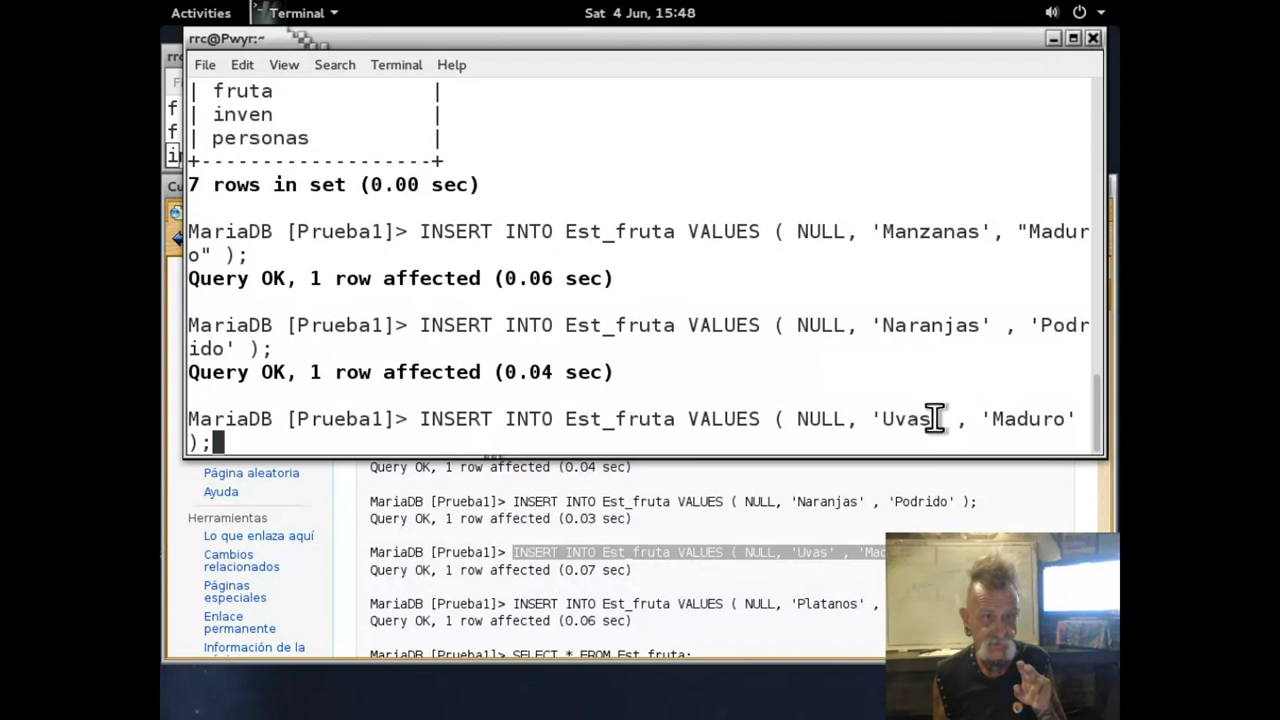 Activities
Terminal
Sat 4 Jun, 15:48
rrc@Pwyr:~
File Edit View Search Terminal Help
| fruta |
| inven |
| personas |
+-------------------+
7 rows in set (0.00 sec)
MariaDB [Prueba1]> INSERT INTO Est_fruta VALUES ( NULL, 'Manzanas', "Madur
o" );
Query OK, 1 row affected (0.06 sec)
MariaDB [Prueba1]> INSERT INTO Est_fruta VALUES ( NULL, 'Naranjas' , 'Podr
ido' );
Query OK, 1 row affected (0.04 sec)
MariaDB [Prueba1]> INSERT INTO Est_fruta VALUES ( NULL, 'Uvas' , 'Maduro'
);
Página aleatoria
Ayuda
Herramientas
Lo que enlaza aquí
Cambios
relacionados
Páginas
especiales
Enlace
permanente
Información de la
Query OK, 1 row affected (0.04 sec)
MariaDB [Prueba1]> INSERT INTO Est_fruta VALUES ( NULL, 'Naranjas' , 'Podrido' );
Query OK, 1 row affected (0.03 sec)
MariaDB [Prueba1]> INSERT INTO Est_fruta VALUES ( NULL, 'Uvas' , 'Mad
Query OK, 1 row affected (0.07 sec)
MariaDB [Prueba1]> INSERT INTO Est_fruta VALUES ( NULL, 'Platanos' ,
Query OK, 1 row affected (0.06 sec)
MariaDB [Prueba1]> SELECT * FROM Est_fruta;